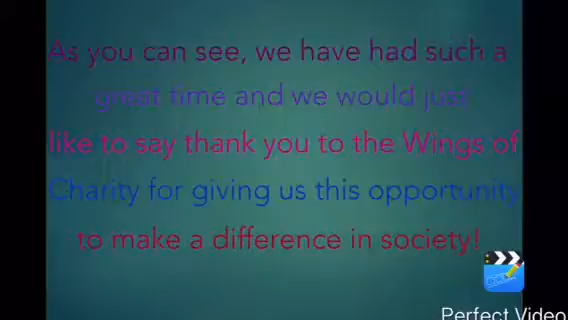 As you can see, we have had such a
great time and we would just
like to say thank you to the Wings of
Charity for giving us this opportunity
to make a difference in society!
Perfect Video